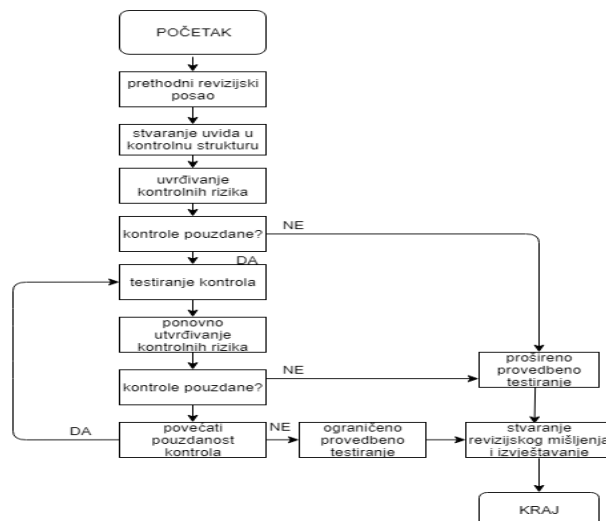 POČETAK
prethodni revizijski
posao
stvaranje uvida u
kontrolnu strukturu
uvrđivanje
kontrolnih rizika
kontrole pouzdane?
NE
DA
testiranje kontrola
ponovno
utvrđivanje
kontrolnih rizika
kontrole pouzdane?
NE
prošireno
provedbeno
testiranje
DA
povećati
pouzdanost
kontrola
NE
ograničeno
provedbeno
testiranje
stvaranje
revizijskog mišljenja
i izvještavanje
KRAJ